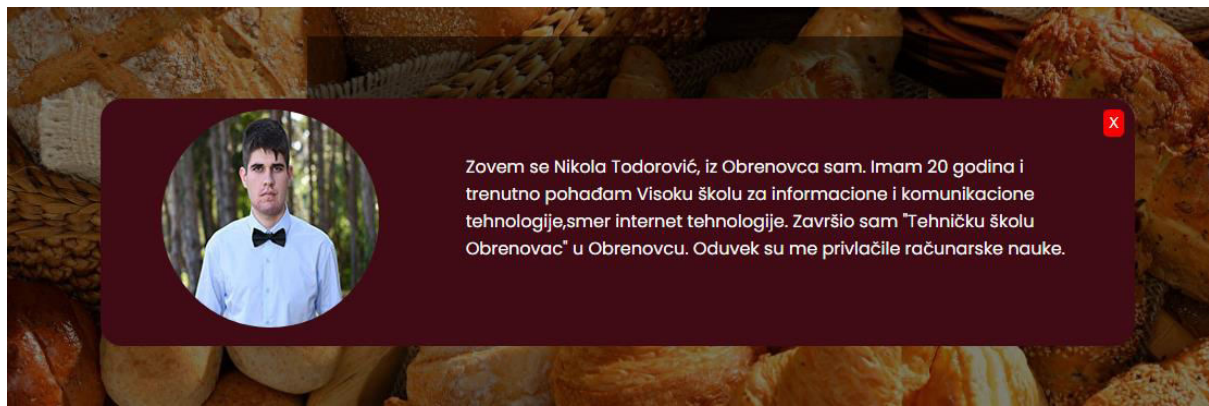 X
Zovem se Nikola Todorović, iz Obrenovca sam. Imam 20 godina i
trenutno pohađam Visoku školu za informacione i komunikacione
tehnologije,smer internet tehnologije. Završio sam "Tehničku školu
Obrenovac" u Obrenovcu. Oduvek su me privlačile računarske nauke.